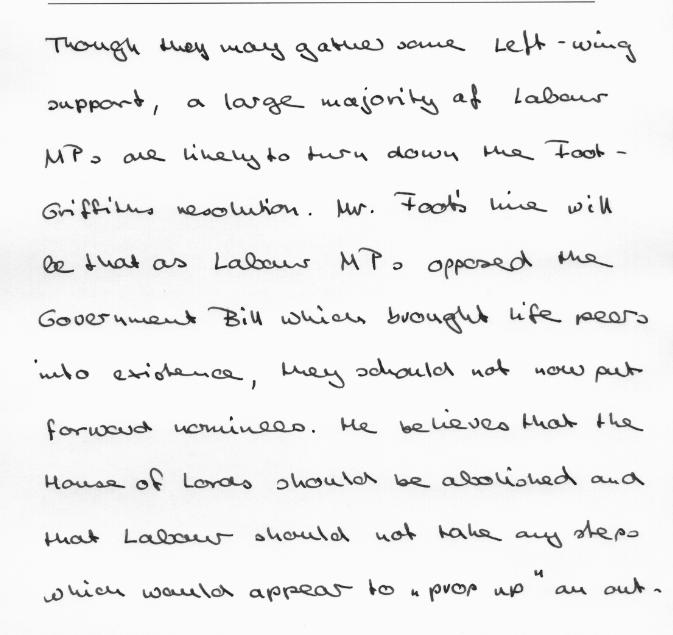 Though they may gather some Left-wing
support, a large majority of Labour
MPs are likely to turn down the Foot-
Griffiths resolution. Mr. Foot's line will
be that as Labour MPs opposed the
Government Bill which brought life peers
into existence, they should not now put
forward nominees. He believes that the
House of Lords should be abolished and
that Labour should not take any steps
which would appear to „prop up" an out-